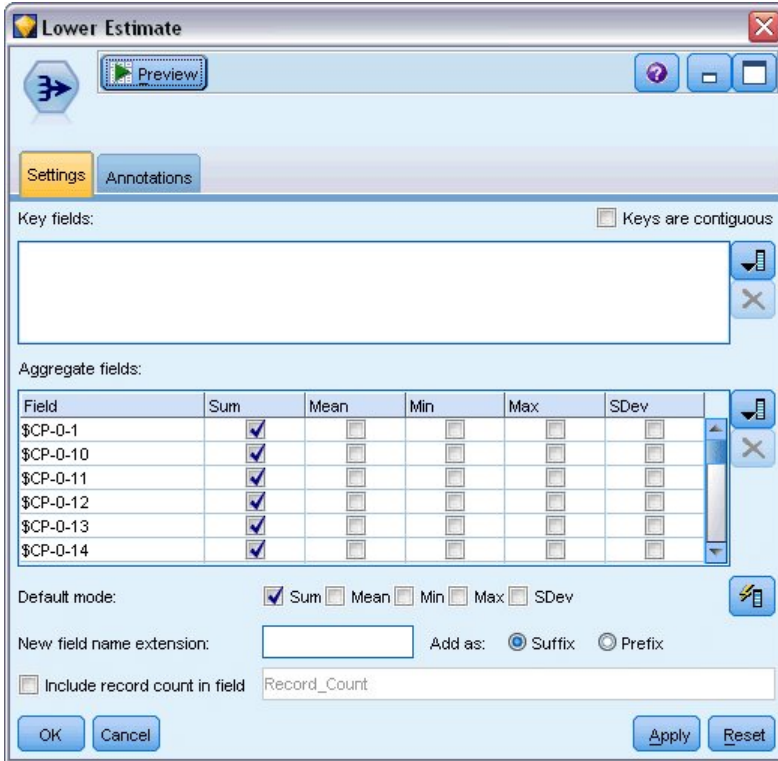 Lower Estimate
Preview
Settings Annotations
Key fields: Keys are contiguous
Aggregate fields:
Field Sum Mean Min Max SDev
$CP-0-1
$CP-0-10
$CP-0-11
$CP-0-12
$CP-0-13
$CP-0-14
Default mode: Sum Mean Min Max SDev
New field name extension: Add as: Suffix Prefix
Include record count in field Record_Count
OK Cancel Apply Reset